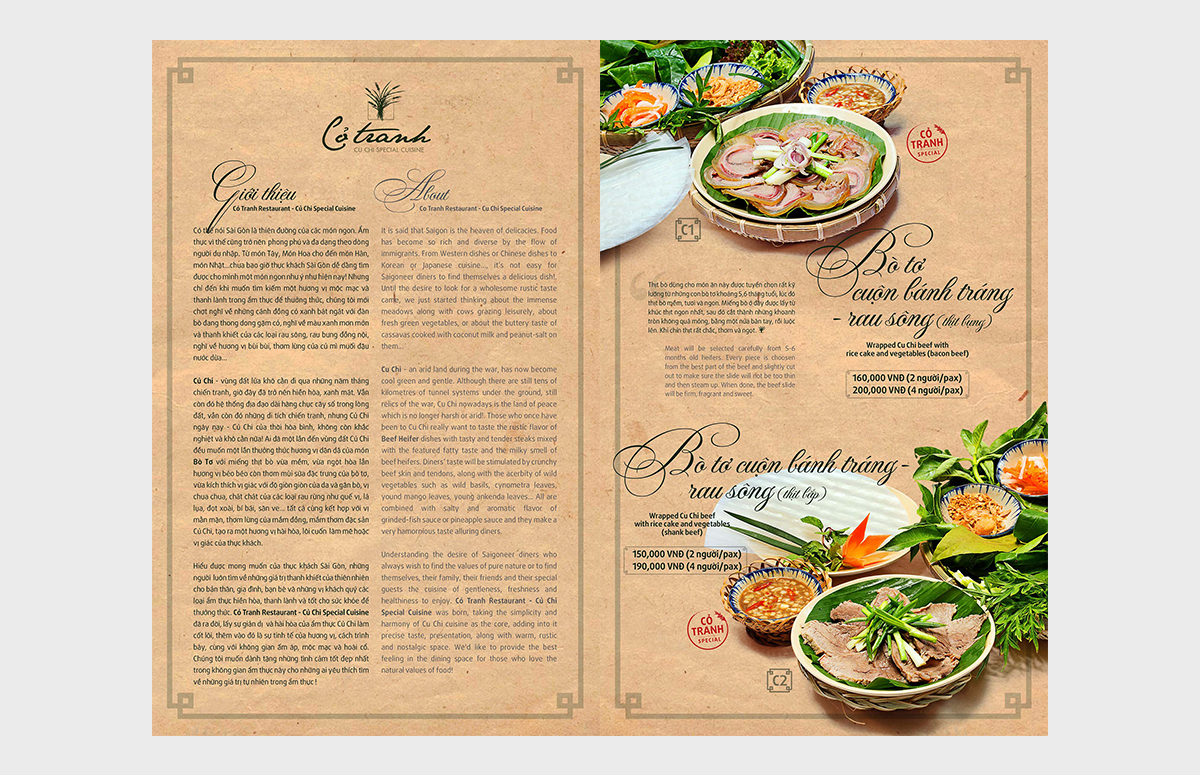 Cỏ tranh
CU CHI SPECIAL CUISINE
Giới thiệu
Cỏ Tranh Restaurant - Củ Chi Special Cuisine
Có thể nói Sài Gòn là thiên đường của các món ngon. Ẩm
thực vì thế cũng trở nên phong phú và đa dạng theo dòng
người du nhập. Từ món Tây, món Hoa cho đến món Hàn,
món Nhật...chưa bao giờ thực khách Sài Gòn dễ dàng tìm
được cho mình một món ngon như ý như hiện nay! Nhưng
chỉ đến khi muốn tìm kiếm một hương vị mộc mạc và
thanh lành trong ẩm thực để thưởng thức, chúng tôi mới
chợt nghĩ về những cánh đồng cỏ xanh bát ngát với đàn
bò đang thong dong gặm cỏ, nghĩ về màu xanh mơn mởn
và thanh khiết của các loại rau sông, rau bưng đồng nội,
nghĩ về hương vị bùi bùi, thơm lừng của củ mì muối đậu
nước dừa...
Củ Chi - vùng đất lửa khô cằn đi qua những năm tháng
chiến tranh, giờ đây đã trở nên hiền hòa, xanh mát. Vẫn
còn đó hệ thống địa đạo dài hàng chục cây số trong lòng
đất, vẫn còn đó những di tích chiến tranh, nhưng Củ Chi
ngày nay - Củ Chi của thời hòa bình, không còn khắc
nghiệt và khô cằn nữa! Ai đã một lần đến vùng đất Củ Chi
đều muốn một lần thưởng thức hương vị dân dã của món
Bò Tơ với miếng thịt bò vừa mềm, vừa ngọt hòa lẫn
hương vị béo béo còn thơm mùi sữa đặc trưng của bò tơ,
vừa kích thích vị giác với độ giòn giòn của da và gân bò, vị
chua chua, chát chát của các loại rau rừng như quế vị, lá
lụa, đọt xoài, bí bái, săn ve... tất cả cùng kết hợp với vị
mằn mặn, thơm lừng của mắm đồng, mắm thơm đặc sản
Củ Chi, tạo ra một hương vị hài hòa, lôi cuốn làm mê hoặc
vị giác của thực khách.
Hiểu được mong muốn của thực khách Sài Gòn, những
người luôn tìm về những giá trị thanh khiết của thiên nhiên
cho bản thân, gia đình, bạn bè và những vị khách quý các
loại ẩm thực hiền hòa, thanh lành và tốt cho sức khỏe để
thưởng thức. Cỏ Tranh Restaurant - Củ Chi Special Cuisine
đã ra đời, lấy sự giản dị và hài hòa của ẩm thực Củ Chi làm
cốt lõi, thêm vào đó là sự tinh tế của hương vị, cách trình
bày, cùng với không gian ấm áp, mộc mạc và hoài cổ.
Chúng tôi muốn dành tặng những tình cảm tốt đẹp nhất
trong không gian ẩm thực này cho những ai yêu thích tìm
về những giá trị tự nhiên trong ẩm thực !
About
Co Tranh Restaurant - Cu Chi Special Cuisine
it is said that Saigon is the heaven of delicacies. Food
has become so rich and diverse by the flow of
immigrants. From Western dishes or Chinese dishes to
Korean or Japanese cuisine..., it's not easy for
Saigoneer diners to find themselves a delicious dish!.
Until the desire to look for a wholesome rustic taste
came, we just started thinking about the immense
meadows along with cows grazing leisurely, about
fresh green vegetables, or about the buttery taste of
cassavas cooked with coconut milk and peanut-salt on
them...
Cu Chi - an arid land during the war, has now become
cool green and gentle. Although there are still tens of
kilometres of tunnel systems under the ground, still
relics of the war, Cu Chi nowadays is the land of peace
which is no longer harsh or arid!. Those who once have
been to Cu Chi really want to taste the rustic flavor of
Beef Heifer dishes with tasty and tender steaks mixed
with the featured fatty taste and the milky smell of
beef heifers. Diners' taste will be stimulated by crunchy
beef skin and tendons, along with the acerbity of wild
vegetables such as wild basils, cynometra leaves,
young mango leaves, young ankenda leaves... All are
combined with salty and aromatic flavor of
grinded-fish sauce or pineapple sauce and they make a
very hamornious taste alluring diners.
Understanding the desire of Saigoneer diners who
always wish to find the values of pure nature or to find
themselves, their family, their friends and their special
guests the cuisine of gentleness, freshness and
healthiness to enjoy. Cỏ Tranh Restaurant - Củ Chi
Special Cuisine was born, taking the simplicity and
harmony of Cu Chi cuisine as the core, adding into it
precise taste, presentation, along with warm, rustic
and nostalgic space. We'd like to provide the best
feeling in the dining space for those who love the
natural values of food!
CỎ
TRANH
SPECIAL
C1
Bò tơ
cuộn bánh tráng
- rau sông (thịt bụng)
Wrapped Cu Chi beef with
rice cake and vegetables (bacon beef)
160,000 VNĐ (2 người/pax)
200,000 VNĐ (4 người/pax)
Thịt bò dùng cho món ăn này được tuyển chọn rất kỹ
lưỡng từ những con bò tơ khoảng 5,6 tháng tuổi, lúc đó
thịt bò mềm, tươi và ngon. Miếng bò ở đây được lấy từ
khúc thịt ngon nhất, sau đó cắt thành những khoanh
tròn không quá mỏng, bằng một nửa bàn tay, rồi luộc
lên. Khi chín thịt rất chắc, thơm và ngọt.
Meat will be selected carefully from 5-6
months old heifers. Every piece is choosen
from the best part of the beef and slightly cut
out to make sure the slide will not be too thin
and then steam up. When done, the beef slide
will be firm, fragrant and sweet.
Bò tơ cuộn bánh tráng -
rau sông (thịt bắp)
Wrapped Cu Chi beef
with rice cake and vegetables
(shank beef)
150,000 VNĐ (2 người/pax)
190,000 VNĐ (4 người/pax)
CỎ
TRANH
SPECIAL
C2